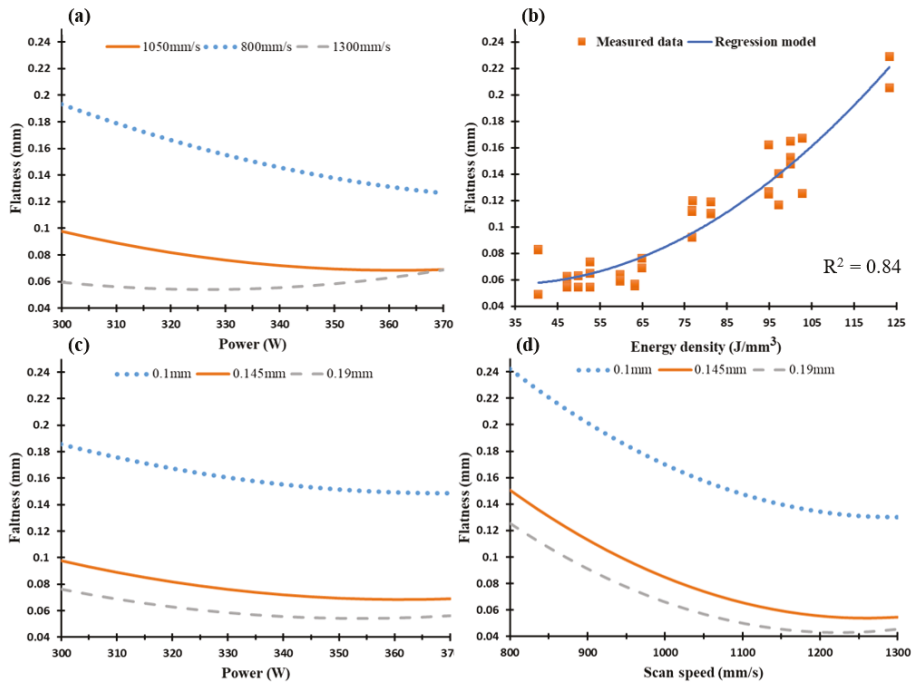 (a)
1050mm/s 800mm/s 1300mm/s
Flatness (mm)
0.24
0.22
0.2
0.18
0.16
0.14
0.12
0.1
0.08
0.06
0.04
300 310 320 330 340 350 360 370
Power (W)
(b)
Measured data Regression model
Flatness (mm)
0.24
0.22
0.2
0.18
0.16
0.14
0.12
0.1
0.08
0.06
0.04
R² = 0.84
35 45 55 65 75 85 95 105 115 125
Energy density (J/mm³)
(c)
0.1mm 0.145mm 0.19mm
Faltness (mm)
0.24
0.22
0.2
0.18
0.16
0.14
0.12
0.1
0.08
0.06
0.04
300 310 320 330 340 350 360 370
Power (W)
(d)
0.1mm 0.145mm 0.19mm
Flatness (mm)
0.24
0.22
0.2
0.18
0.16
0.14
0.12
0.1
0.08
0.06
0.04
800 900 1000 1100 1200 1300
Scan speed (mm/s)